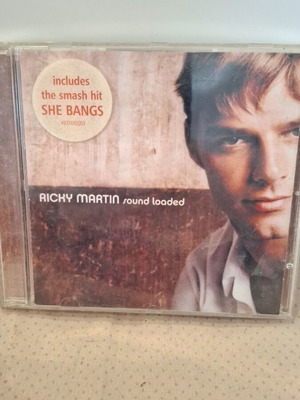 includes
the smash hit
SHE BANGS
RICKY MARTIN sound loaded